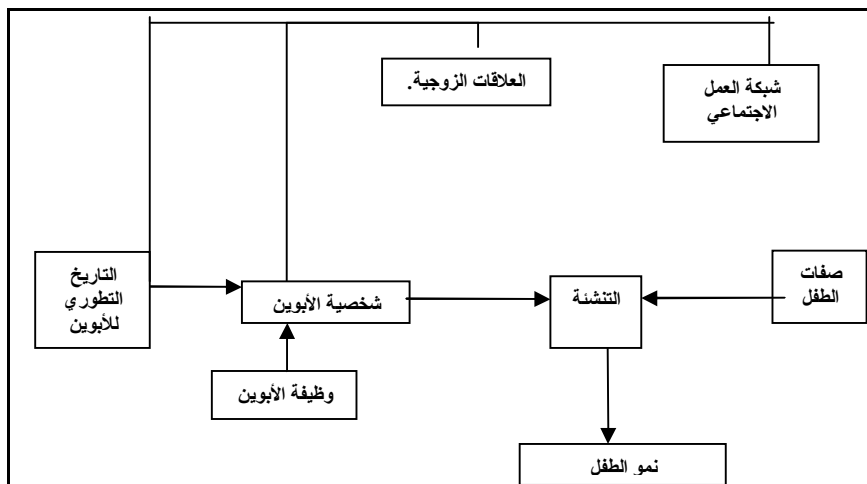 العلاقات الزوجية.
شبكة العمل
الاجتماعي
صفات
الطفل
التنشئة
شخصية الأبوين
التاريخ
التطوري
للأبوين
وظيفة الأبوين
نمو الطفل